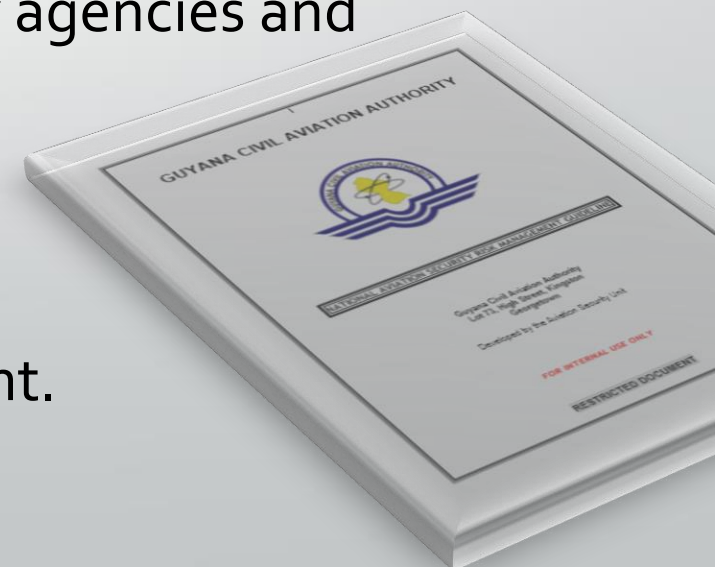 agencies and
nt.
GUYANA CIVIL AVIATION AUTHORITY
NATIONAL AVIATION SECURITY RISK MANAGEMENT GUIDELINE
Guyana Civil Aviation Authority
Lot 73, High Street, Kingston
Georgetown
Developed by the Aviation Security Unit
FOR INTERNAL USE ONLY
RESTRICTED DOCUMENT